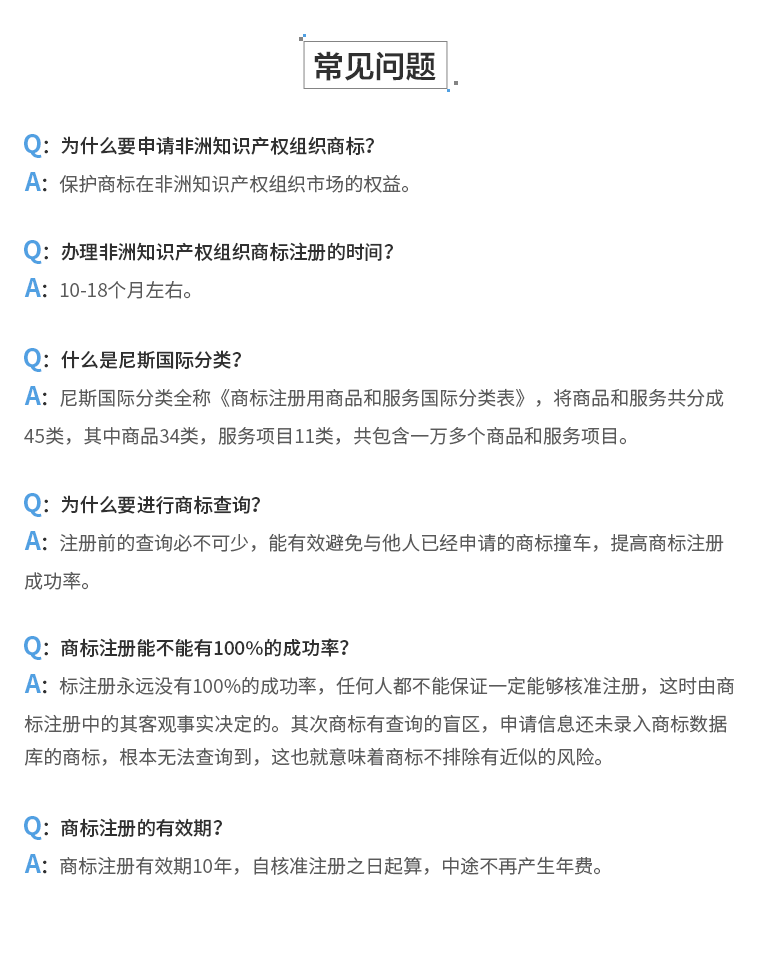 常见问题
Q：为什么要申请非洲知识产权组织商标？
A：保护商标在非洲知识产权组织市场的权益。
Q：办理非洲知识产权组织商标注册的时间？
A：10-18个月左右。
Q：什么是尼斯国际分类？
A：尼斯国际分类全称《商标注册用商品和服务国际分类表》，将商品和服务共分成
45类，其中商品34类，服务项目11类，共包含一万多个商品和服务项目。
Q：为什么要进行商标查询？
A：注册前的查询必不可少，能有效避免与他人已经申请的商标撞车，提高商标注册
成功率。
Q：商标注册能不能有100%的成功率？
A：标注册永远没有100%的成功率，任何人都不能保证一定能够核准注册，这时由商
标注册中的其客观事实决定的。其次商标有查询的盲区，申请信息还未录入商标数据
库的商标，根本无法查询到，这也就意味着商标不排除有近似的风险。
Q：商标注册的有效期？
A：商标注册有效期10年，自核准注册之日起算，中途不再产生年费。